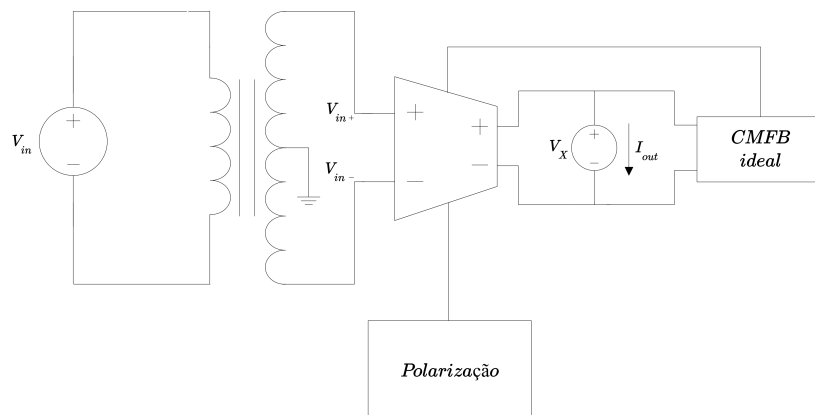 V_in
+
−
V_in +
V_in −
+
−
+
−
V_X
+
−
I_out
CMFB
ideal
Polarização